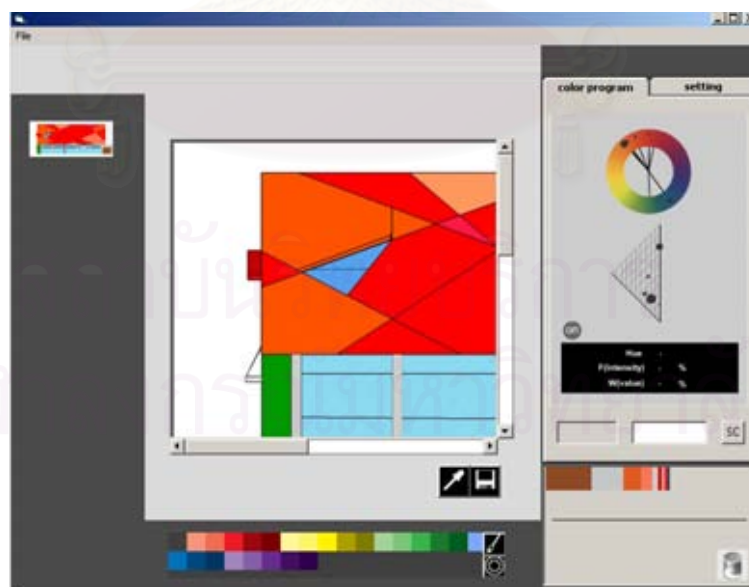 File
color program setting
Hue -
F(intensity) - %
W(value) - %
SC